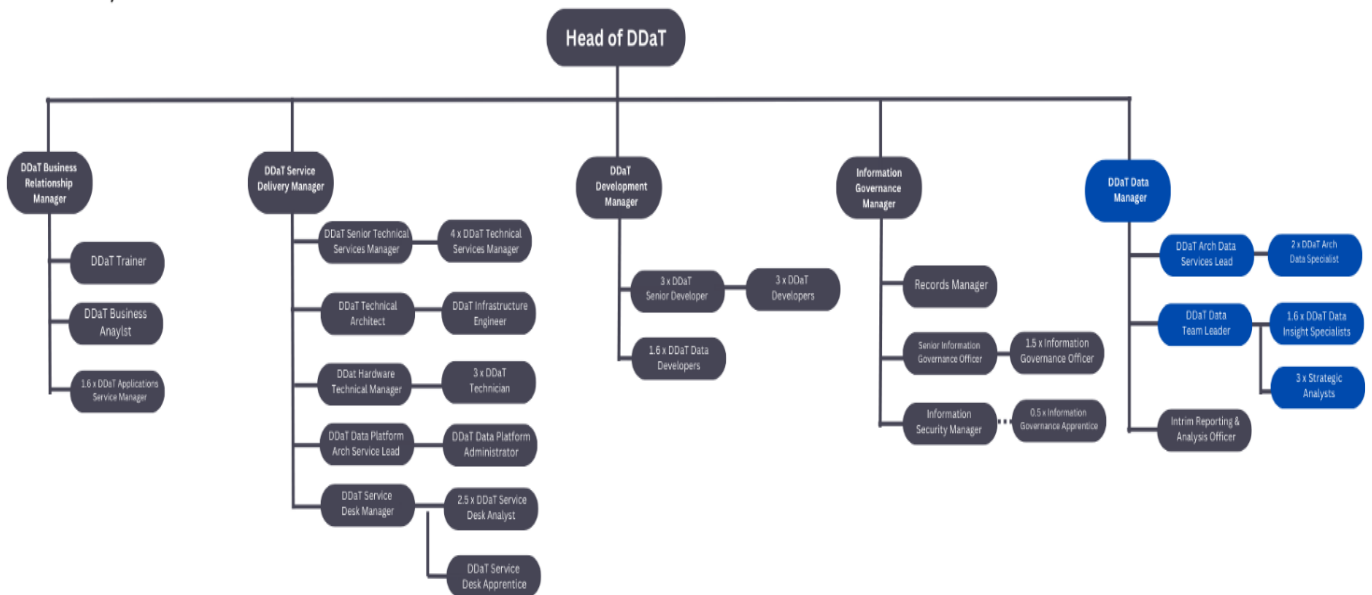 Head of DDaT
DDaT Business
Relationship
Manager
DDaT Trainer
DDaT Business
Anaylst
1.6 x DDaT Applications
Service Manager
DDaT Service
Delivery Manager
DDaT Senior Technical
Services Manager
4 x DDaT Technical
Services Manager
DDaT Technical
Architect
DDaT Infrastructure
Engineer
DDat Hardware
Technical Manager
3 x DDaT
Technician
DDaT Data Platform
Arch Service Lead
DDaT Data Platform
Administrator
DDaT Service
Desk Manager
2.5 x DDaT Service
Desk Analyst
DDaT Service
Desk Apprentice
DDaT
Development
Manager
3 x DDaT
Senior Developer
3 x DDaT
Developers
1.6 x DDaT Data
Developers
Information
Governance
Manager
Records Manager
Senior Information
Governance Officer
1.5 x Information
Governance Officer
Information
Security Manager
0.5 x Information
Governance Apprentice
DDaT Data
Manager
DDaT Arch Data
Services Lead
2 x DDaT Arch
Data Specialist
DDaT Data
Team Leader
1.6 x DDaT Data
Insight Specialists
3 x Strategic
Analysts
Intrim Reporting &
Analysis Officer